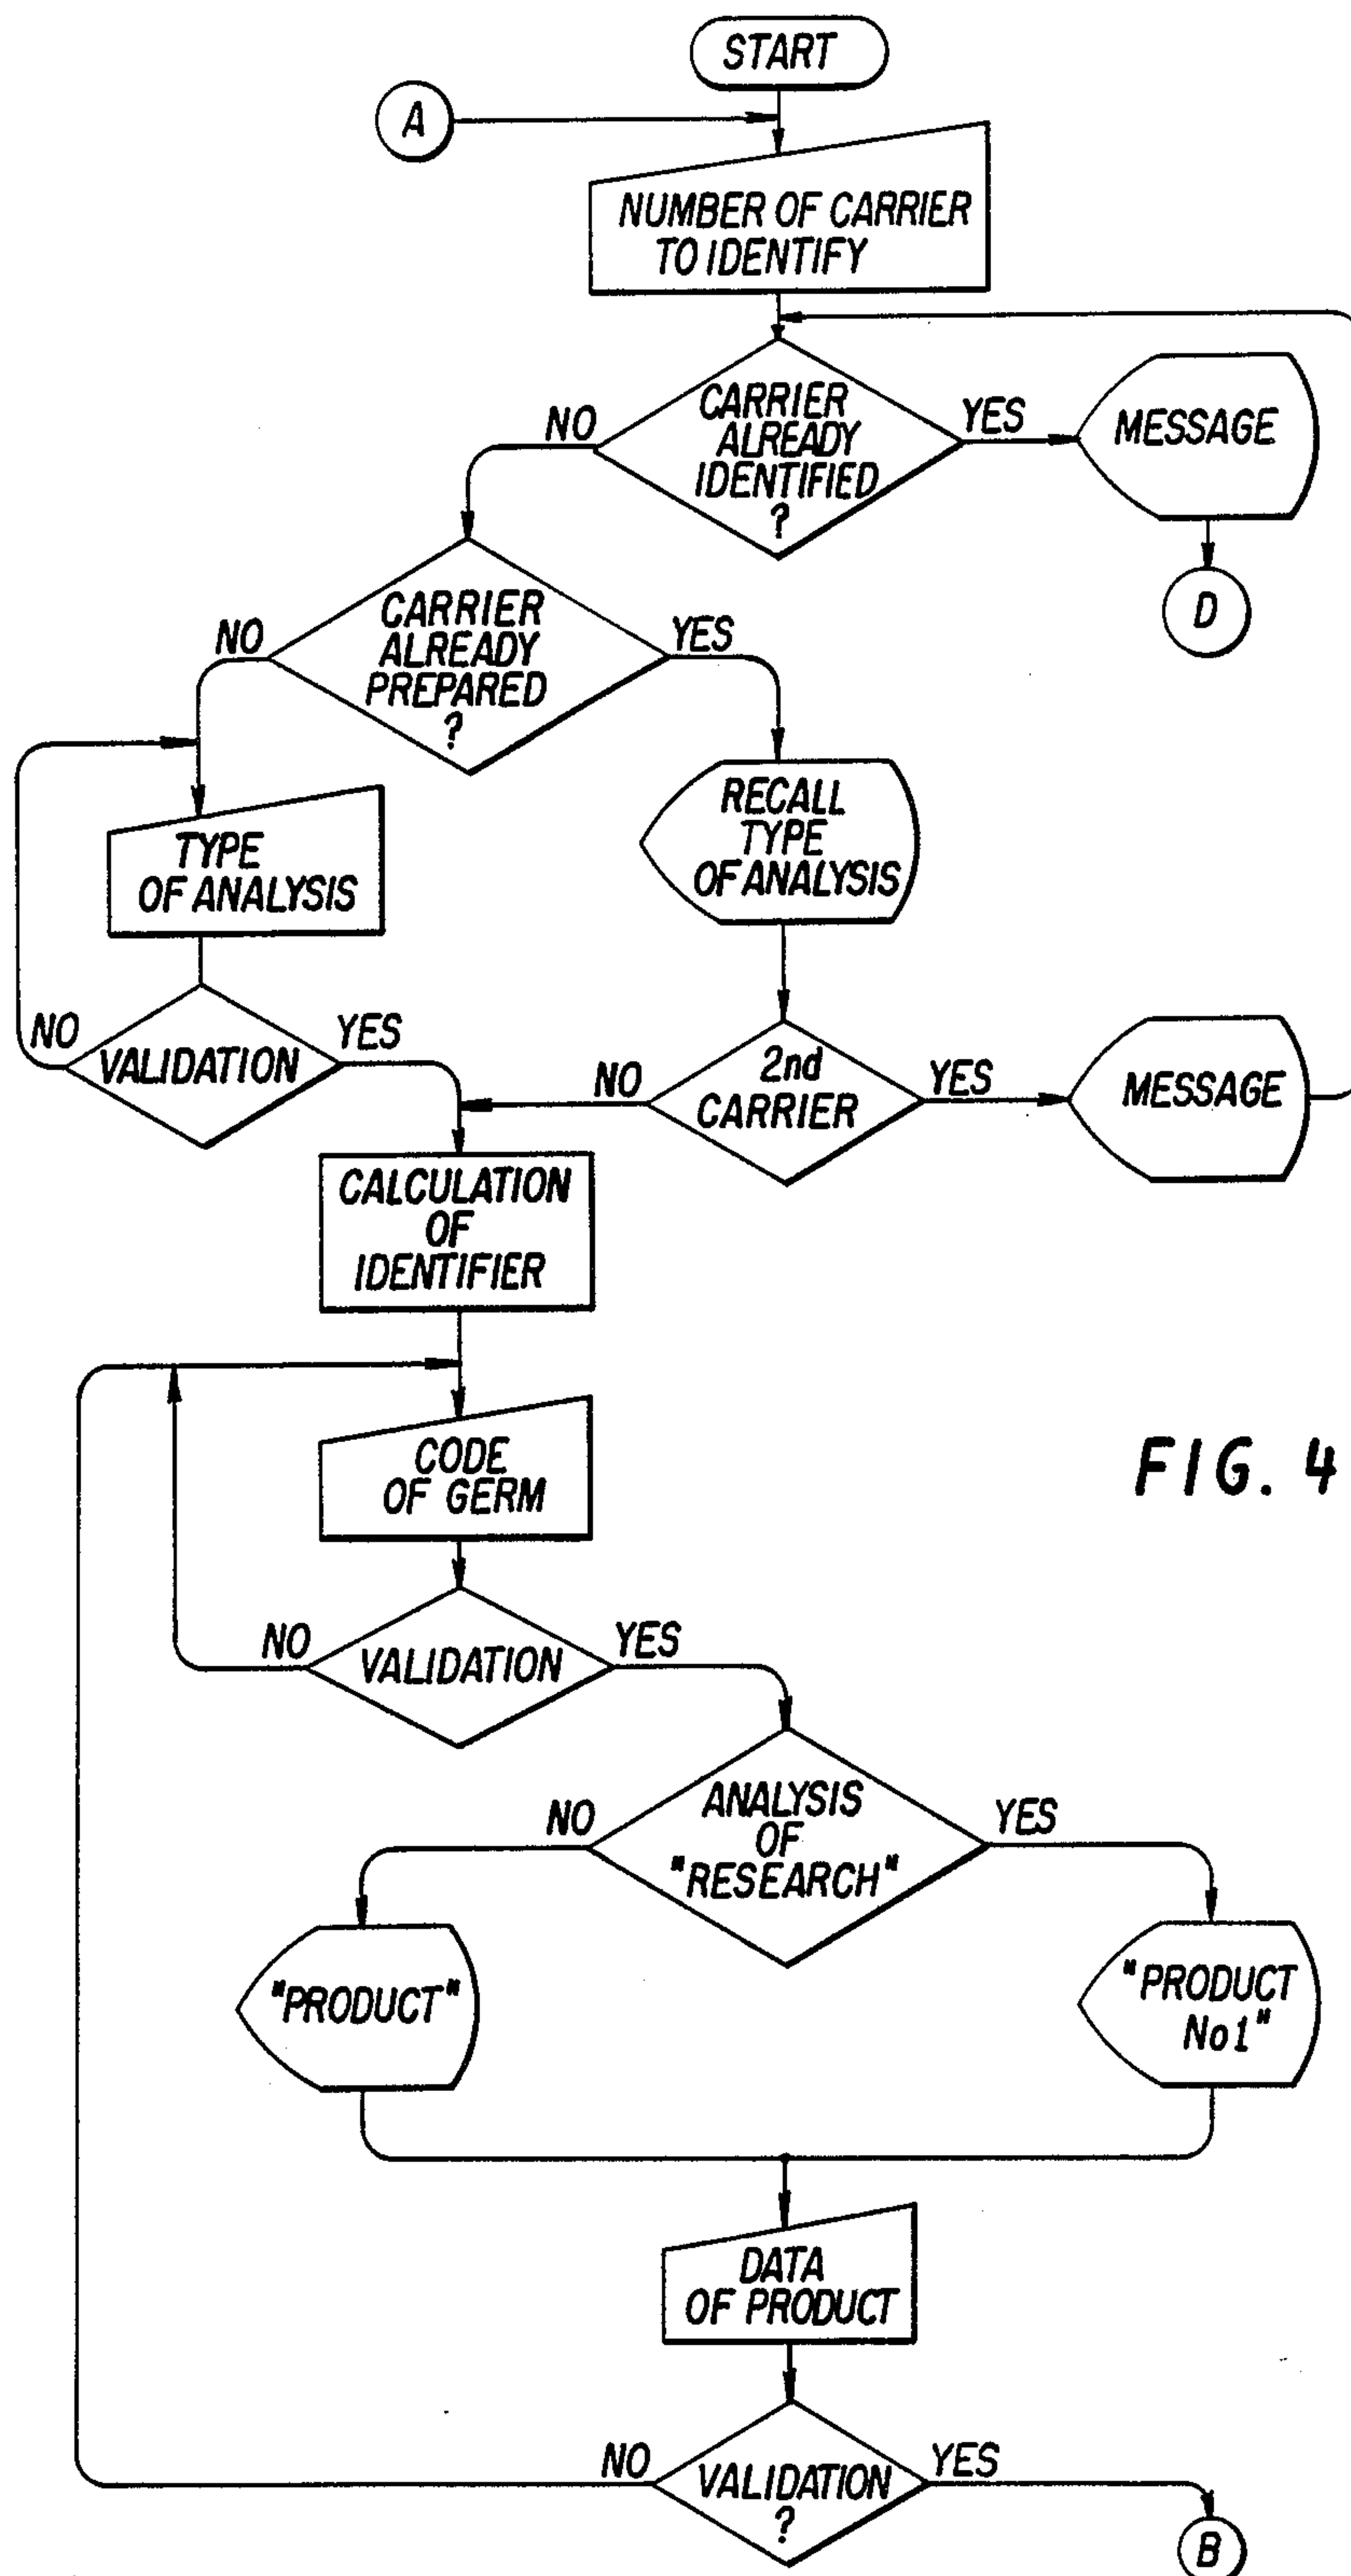 START
A
NUMBER OF CARRIER
TO IDENTIFY
NO
CARRIER
ALREADY
IDENTIFIED
?
YES
MESSAGE
D
NO
CARRIER
ALREADY
PREPARED
?
YES
TYPE
OF ANALYSIS
RECALL
TYPE
OF ANALYSIS
NO
VALIDATION
YES
NO
2nd
CARRIER
YES
MESSAGE
CALCULATION
OF
IDENTIFIER
CODE
OF GERM
FIG. 4
NO
VALIDATION
YES
NO
ANALYSIS
OF
"RESEARCH"
YES
"PRODUCT"
"PRODUCT
No1"
DATA
OF PRODUCT
NO
VALIDATION
?
YES
B